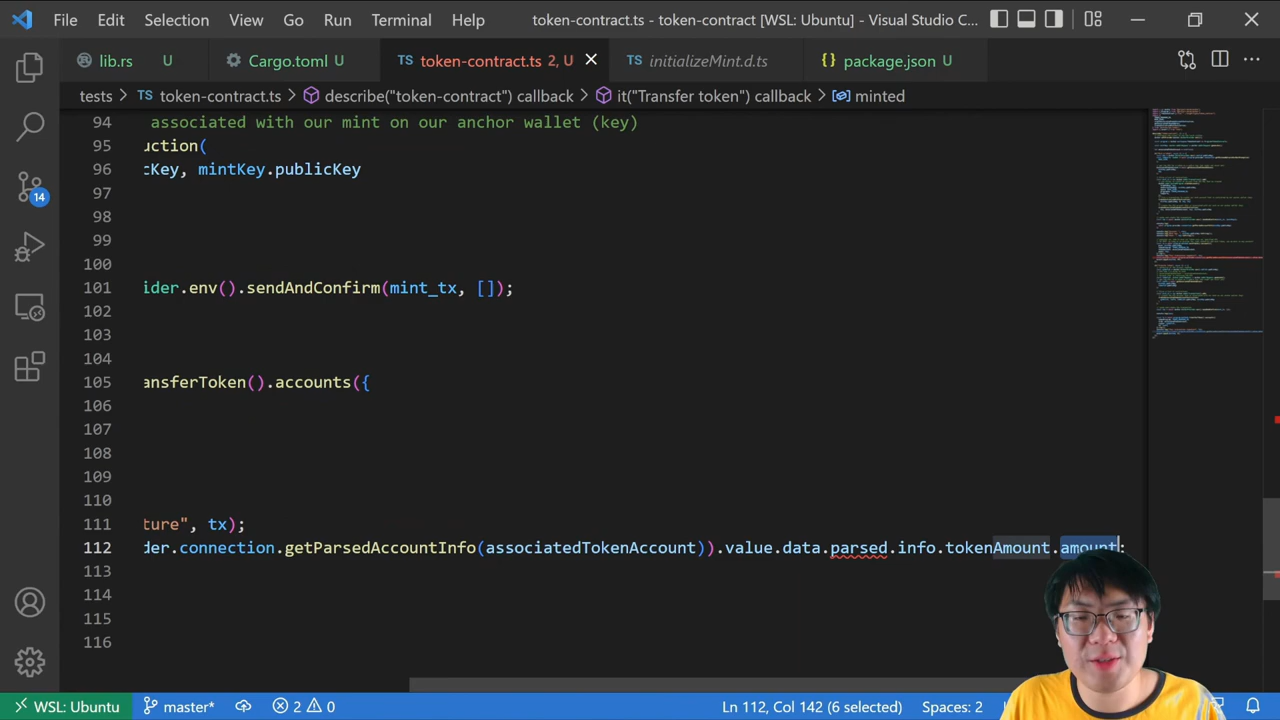 File Edit Selection View Go Run Terminal Help token-contract.ts - token-contract [WSL: Ubuntu] - Visual Studio C...
lib.rs U Cargo.toml U TS token-contract.ts 2, U TS initializeMint.d.ts {} package.json U
tests > TS token-contract.ts > describe("token-contract") callback > it("Transfer token") callback > minted
94 associated with our mint on our wallet (key
95 uction(
96 cKey, mintKey.publicKey
97
98
99
100
101 ider.env().sendAndConfirm(mint_tx, []);
102
103
104
105 ansferToken().accounts({
106
107
108
109
110
111 ture", tx);
112 der.connection.getParsedAccountInfo(associatedTokenAccount)).value.data.parsed.info.tokenAmount.amount;
113
114
115
116
14
WSL: Ubuntu master* 2 0 Ln 112, Col 142 (6 selected) Spaces: 2